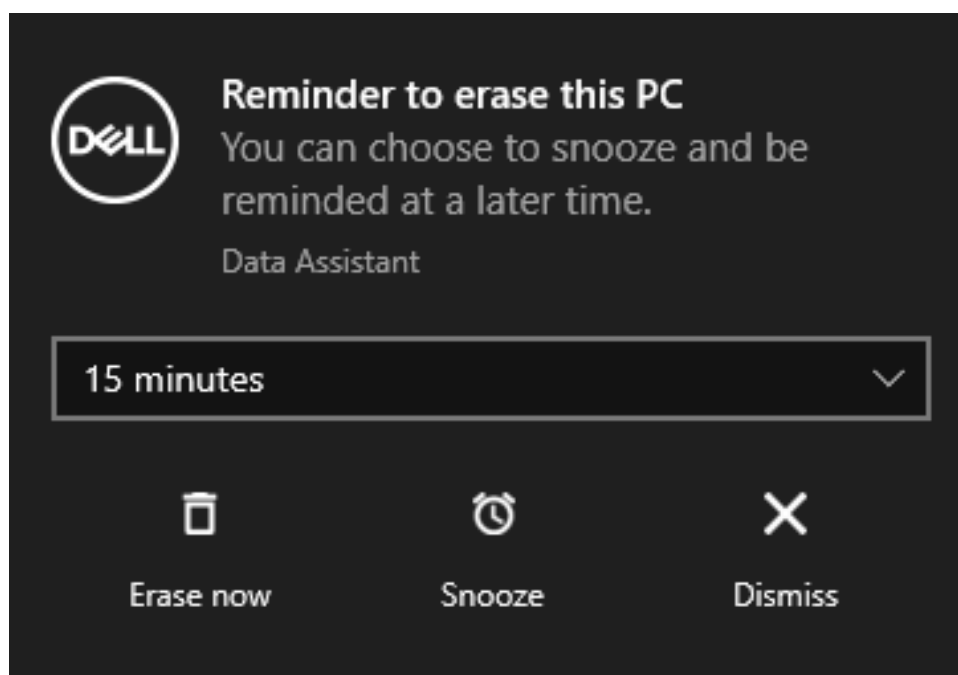 DELL
Reminder to erase this PC
You can choose to snooze and be
reminded at a later time.
Data Assistant
15 minutes
Erase now
Snooze
Dismiss